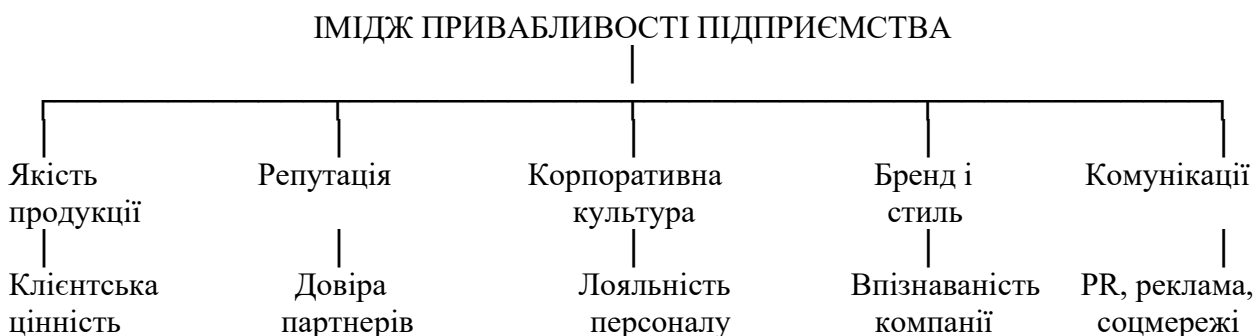 ІМІДЖ ПРИВАБЛИВОСТІ ПІДПРИЄМСТВА
Якість
продукції
Репутація
Корпоративна
культура
Бренд і
стиль
Комунікації
Клієнтська
цінність
Довіра
партнерів
Лояльність
персоналу
Впізнаваність
компанії
PR, реклама,
соцмережі